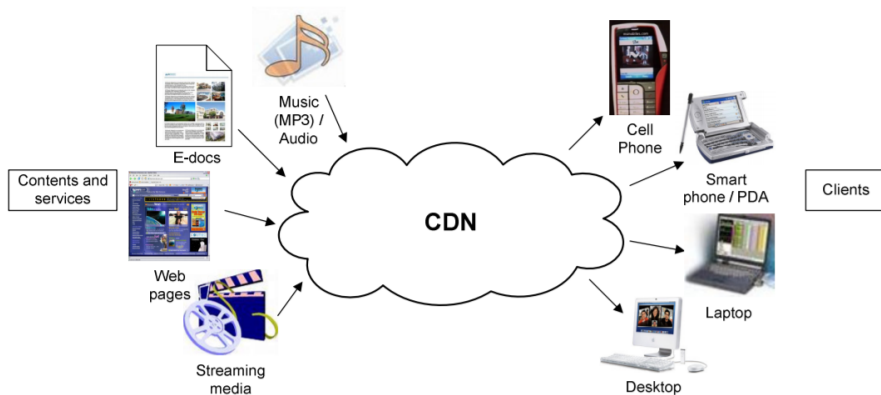 Music
(MP3) /
Audio
E-docs
Contents and
services
Web
pages
Streaming
media
CDN
Cell
Phone
Smart
phone / PDA
Clients
Laptop
Desktop